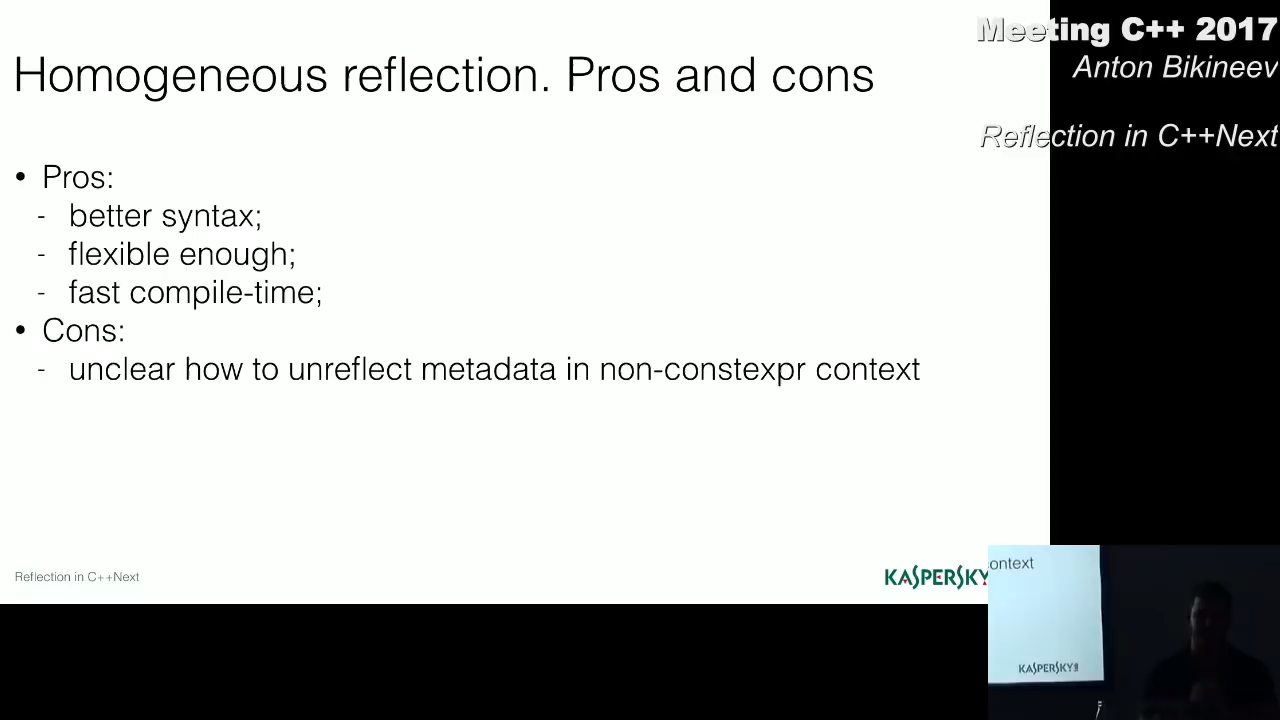 Homogeneous reflection. Pros and cons
• Pros:
- better syntax;
- flexible enough;
- fast compile-time;
• Cons:
- unclear how to unreflect metadata in non-constexpr context
Reflection in C++Next
KASPERSKY
Meeting C++ 2017
Anton Bikineev
Reflection in C++Next
ontext
KASPERSKY